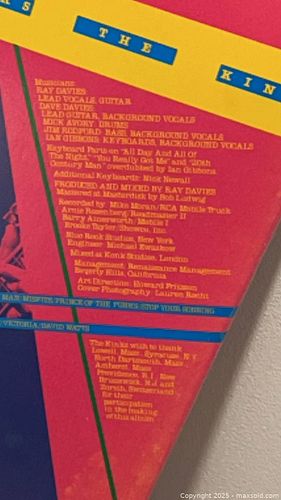 RS THE KIN
Musicians:
RAY DAVIES:
LEAD VOCALS, GUITAR
DAVE DAVIES:
LEAD GUITAR, BACKGROUND VOCALS
MICK AVORY: DRUMS
JIM RODFORD: BASS, BACKGROUND VOCALS
IAN GIBBONS: KEYBOARDS, BACKGROUND VOCALS
Keyboard Parts on "All Day And All Of
The Night," "You Really Got Me" and "20th
Century Man" overdubbed by Ian Gibbons
Additional Keyboards: Nick Newall
PRODUCED AND MIXED BY RAY DAVIES
Mastered at Masterdisk by Bob Ludwig
Recorded by: Mike Moran/RCA Mobile Truck
Arnie Rosenberg/Roadmaster II
Barry Ainsworth/Mobile I
Brooke Taylor/Showco, Inc.
Blue Rock Studios, New York
Engineer: Michael Ewasko
Mixed at Konk Studios, London
Management: Renaissance Management
Beverly Hills, California
Art Direction: Howard Fritzson
Cover Photography: Lauren Recht
MAN/MISFITS/PRINCE OF THE PUNKS/STOP YOUR SOBBING
VICTORIA/DAVID WATTS
The Kinks wish to thank
Lowell, Mass., Syracuse, N.Y.
North Dartmouth, Mass.
Amherst, Mass.
Providence, R.I., New
Brunswick, N.J. and
Zurich, Switzerland
for their
participation
in the making
of this album
Copyright 2025 - maxsold.com